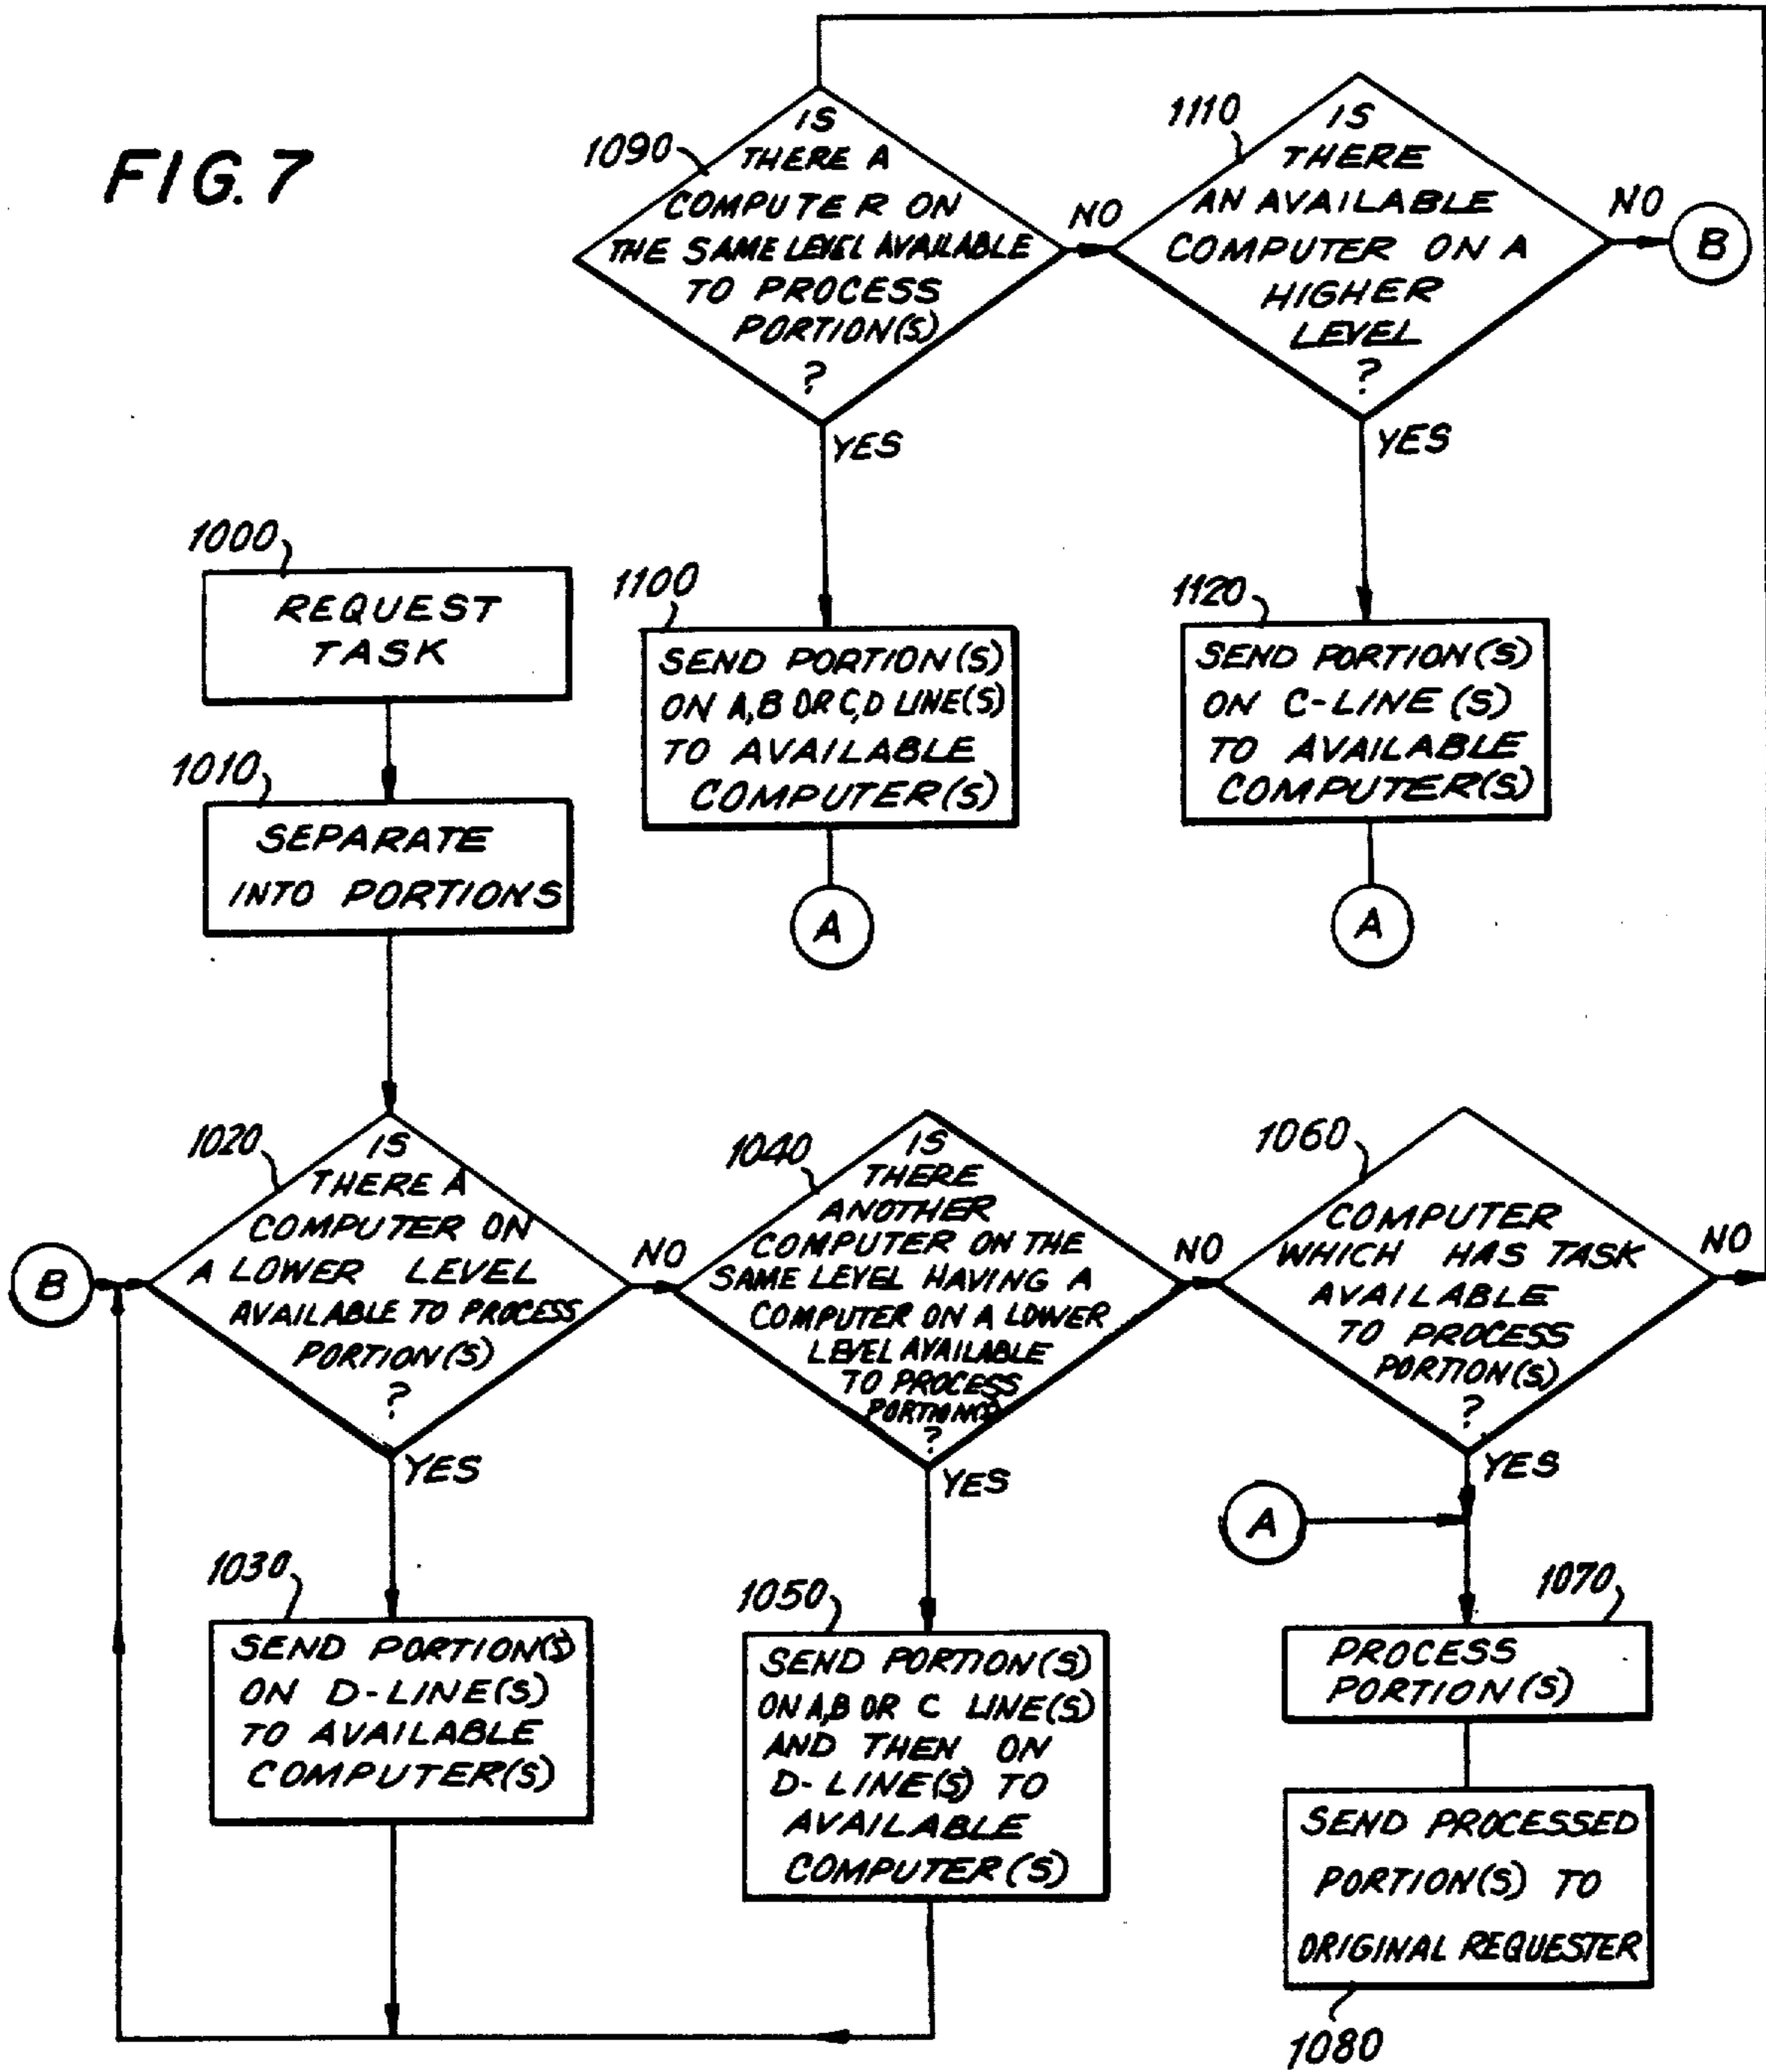 FIG. 7
1090
IS
THERE A
COMPUTER ON
THE SAME LEVEL AVAILABLE
TO PROCESS
PORTION(S)
?
NO
YES
1110
IS
THERE
AN AVAILABLE
COMPUTER ON A
HIGHER
LEVEL
?
NO
B
YES
1100
SEND PORTION(S)
ON A,B OR C,D LINE(S)
TO AVAILABLE
COMPUTER(S)
A
1120
SEND PORTION(S)
ON C-LINE(S)
TO AVAILABLE
COMPUTER(S)
A
1000
REQUEST
TASK
1010
SEPARATE
INTO PORTIONS
B
1020
IS
THERE A
COMPUTER ON
A LOWER LEVEL
AVAILABLE TO PROCESS
PORTION(S)
?
NO
YES
1040
IS
THERE
ANOTHER
COMPUTER ON THE
SAME LEVEL HAVING A
COMPUTER ON A LOWER
LEVEL AVAILABLE
TO PROCESS
PORTION(S)
?
NO
YES
1060
COMPUTER
WHICH HAS TASK
AVAILABLE
TO PROCESS
PORTION(S)
?
NO
YES
A
1030
SEND PORTION(S)
ON D-LINE(S)
TO AVAILABLE
COMPUTER(S)
1050
SEND PORTION(S)
ON A,B OR C LINE(S)
AND THEN ON
D-LINE(S) TO
AVAILABLE
COMPUTER(S)
1070
PROCESS
PORTION(S)
SEND PROCESSED
PORTION(S) TO
ORIGINAL REQUESTER
1080